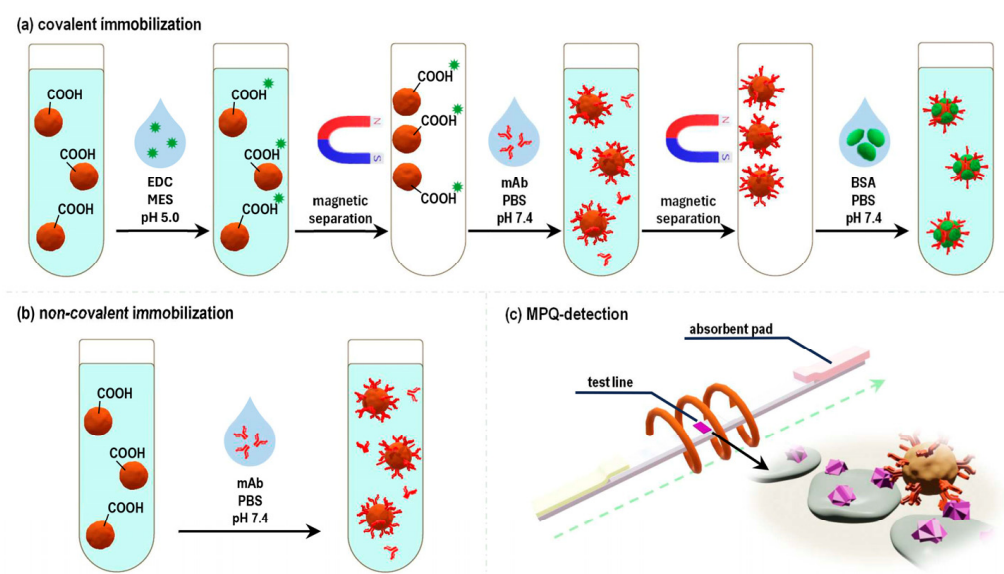 (a) covalent immobilization
COOH
COOH
COOH
EDC
MES
pH 5.0
COOH
COOH
COOH
N
S
magnetic
separation
COOH
COOH
COOH
mAb
PBS
pH 7.4
N
S
magnetic
separation
BSA
PBS
pH 7.4
(b) non-covalent immobilization
COOH
COOH
COOH
mAb
PBS
pH 7.4
(c) MPQ-detection
absorbent pad
test line